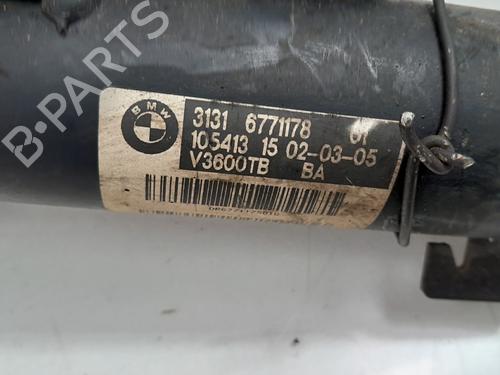 BMW
3131 6771178 01
105413 15 02-03-05
V3600TB BA
B-PARTS